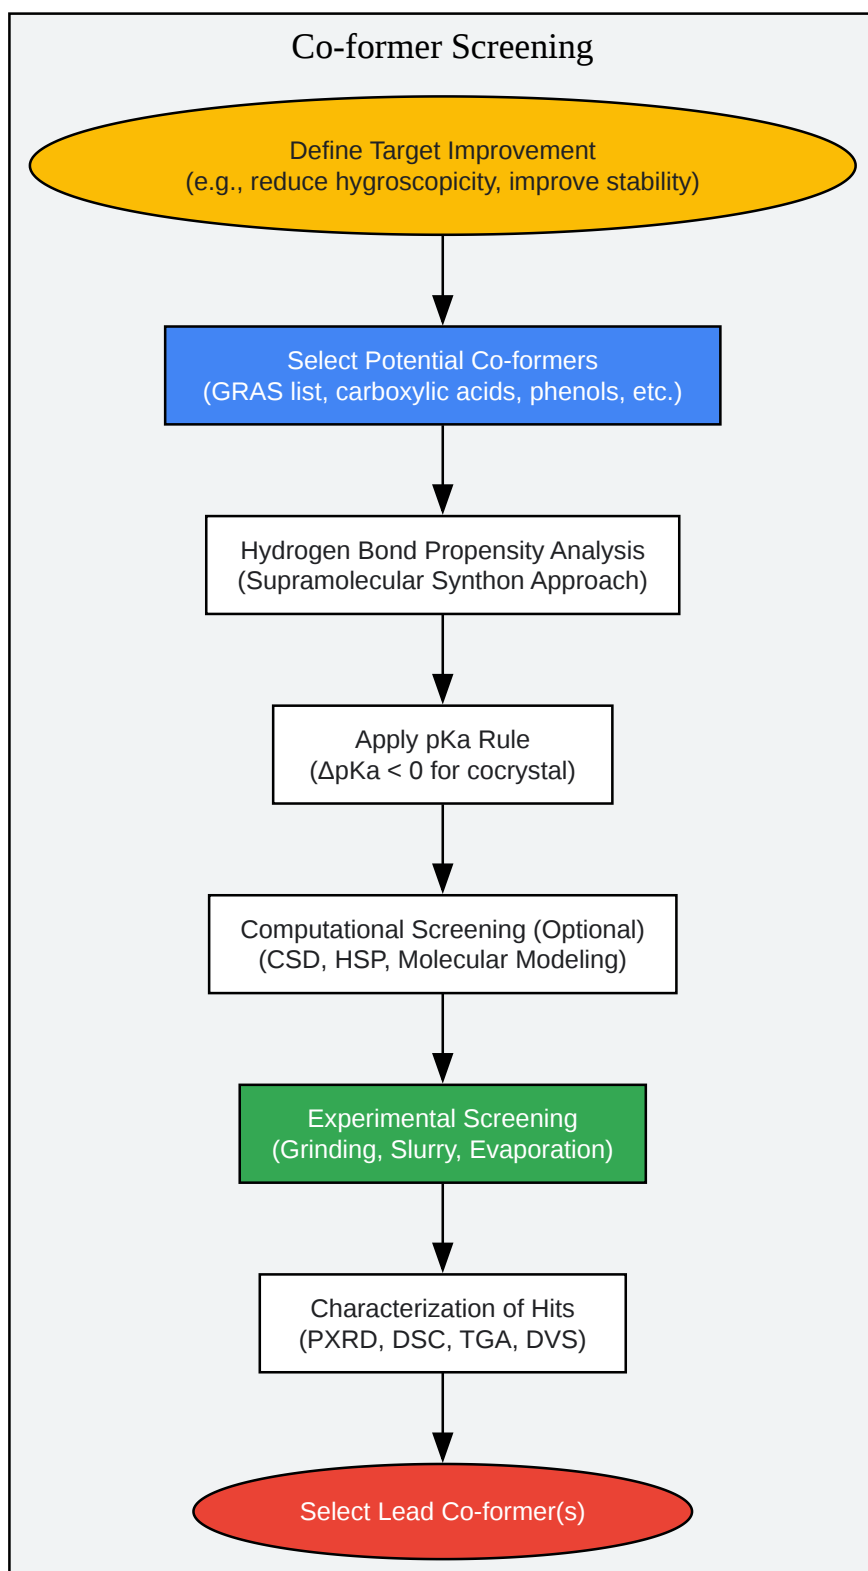 Co-former Screening
Define Target Improvement
(e.g., reduce hygroscopicity, improve stability)
Select Potential Co-formers
(GRAS list, carboxylic acids, phenols, etc.)
Hydrogen Bond Propensity Analysis
(Supramolecular Synthon Approach)
Apply pKa Rule
(ΔpKa < 0 for cocrystal)
Computational Screening (Optional)
(CSD, HSP, Molecular Modeling)
Experimental Screening
(Grinding, Slurry, Evaporation)
Characterization of Hits
(PXRD, DSC, TGA, DVS)
Select Lead Co-former(s)